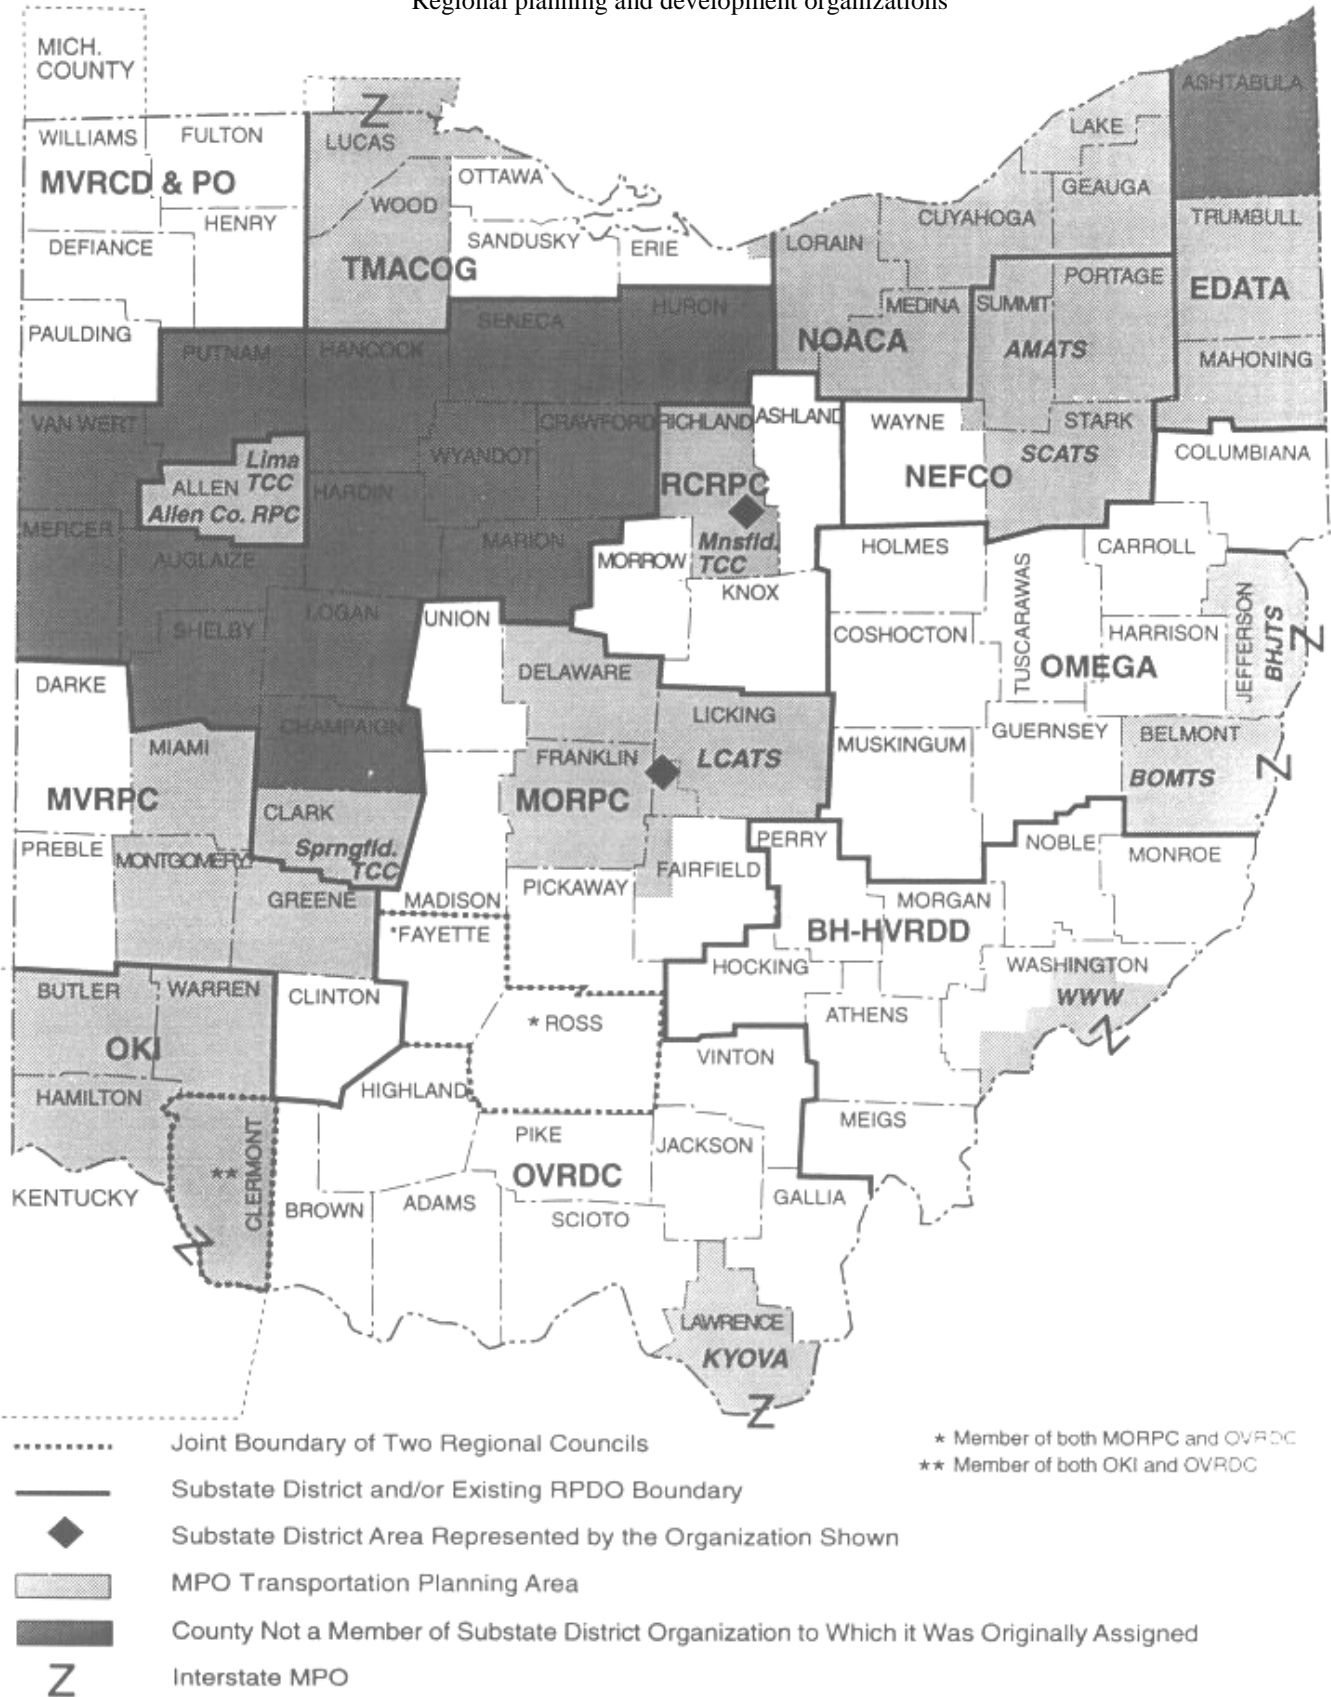 Regional planning and development organizations
MICH.
COUNTY
ASHTABULA
Z
LAKE
WILLIAMS
FULTON
LUCAS
OTTAWA
GEAUGA
MVRCD & PO
WOOD
CUYAHOGA
TRUMBULL
HENRY
DEFIANCE
SANDUSKY
ERIE
LORAIN
TMACOG
PORTAGE
EDATA
HURON
MEDINA
SUMMIT
SENECA
PAULDING
NOACA
PUTNAM
HANCOCK
AMATS
MAHONING
VAN WERT
CRAWFORD
RICHLAND
ASHLAND
WAYNE
STARK
WYANDOT
SCATS
COLUMBIANA
Lima
TCC
ALLEN
Allen Co. RPC
HARDIN
RCRPC
NEFCO
MERCER
MARION
Mnsfld.
TCC
HOLMES
CARROLL
AUGLAIZE
MORROW
KNOX
TUSCARAWAS
JEFFERSON
BHJTS
Z
LOGAN
UNION
SHELBY
COSHOCTON
HARRISON
OMEGA
DARKE
DELAWARE
LICKING
CHAMPAIGN
GUERNSEY
BELMONT
MIAMI
FRANKLIN
LCATS
MUSKINGUM
BOMTS
Z
MVRPC
MORPC
CLARK
PERRY
NOBLE
PREBLE
MONTGOMERY
Sprngfld.
TCC
FAIRFIELD
MONROE
PICKAWAY
GREENE
MADISON
MORGAN
*FAYETTE
BH-HVRDD
HOCKING
WASHINGTON
BUTLER
WARREN
CLINTON
WWW
*ROSS
ATHENS
Z
OKI
VINTON
HAMILTON
HIGHLAND
MEIGS
PIKE
JACKSON
**
CLERMONT
OVRDC
KENTUCKY
BROWN
ADAMS
GALLIA
SCIOTO
Z
LAWRENCE
KYOVA
Z
Joint Boundary of Two Regional Councils
* Member of both MORPC and OVRDC
** Member of both OKI and OVRDC
Substate District and/or Existing RPDO Boundary
Substate District Area Represented by the Organization Shown
MPO Transportation Planning Area
County Not a Member of Substate District Organization to Which it Was Originally Assigned
Z
Interstate MPO